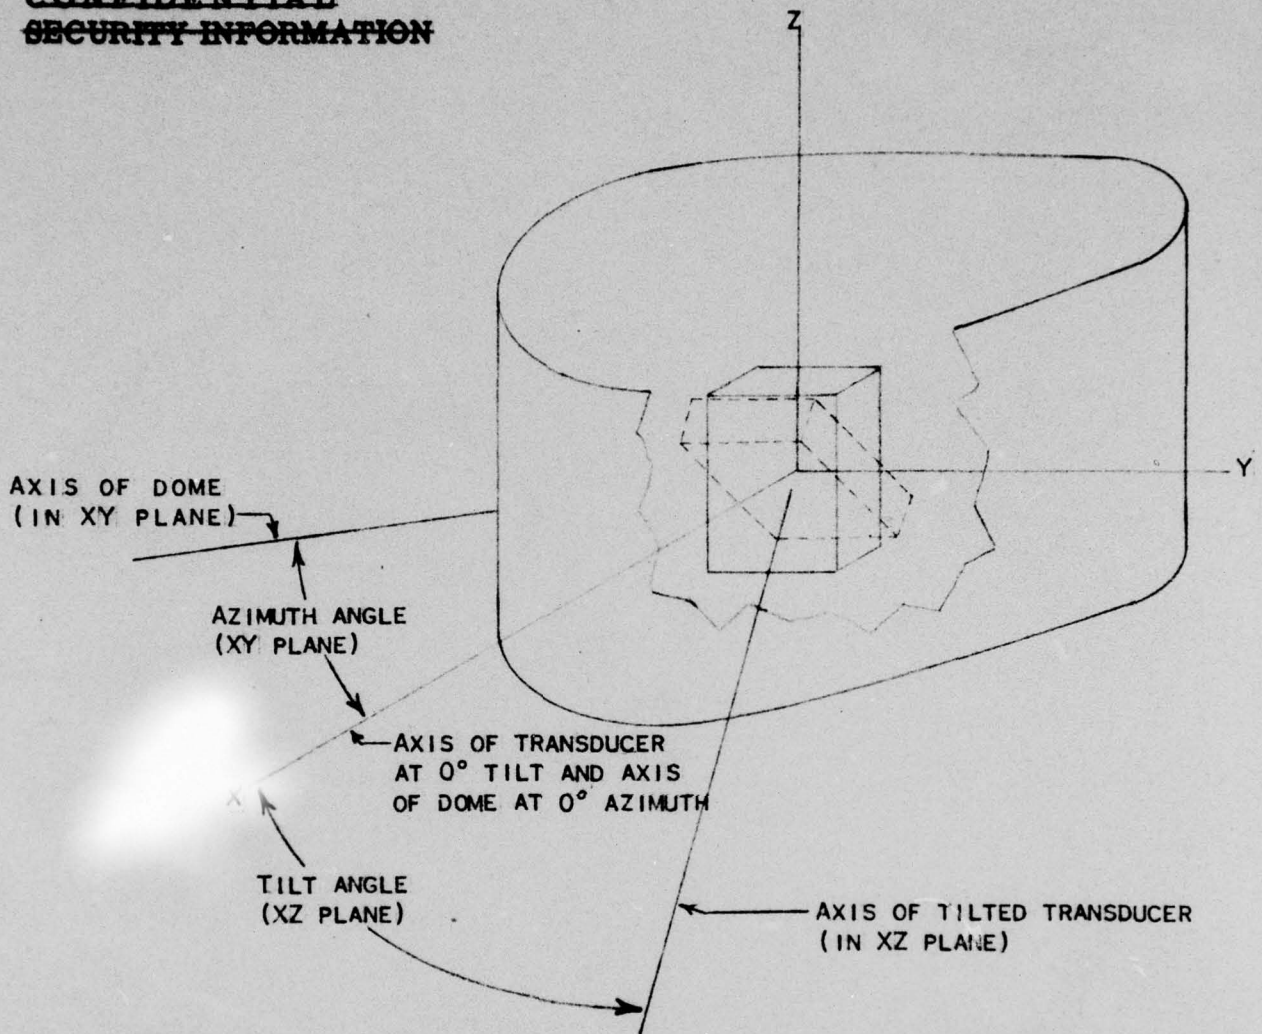 CONFIDENTIAL
SECURITY INFORMATION
Z
Y
AXIS OF DOME
(IN XY PLANE)
AZIMUTH ANGLE
(XY PLANE)
AXIS OF TRANSDUCER
AT 0° TILT AND AXIS
OF DOME AT 0° AZIMUTH
X
TILT ANGLE
(XZ PLANE)
AXIS OF TILTED TRANSDUCER
(IN XZ PLANE)